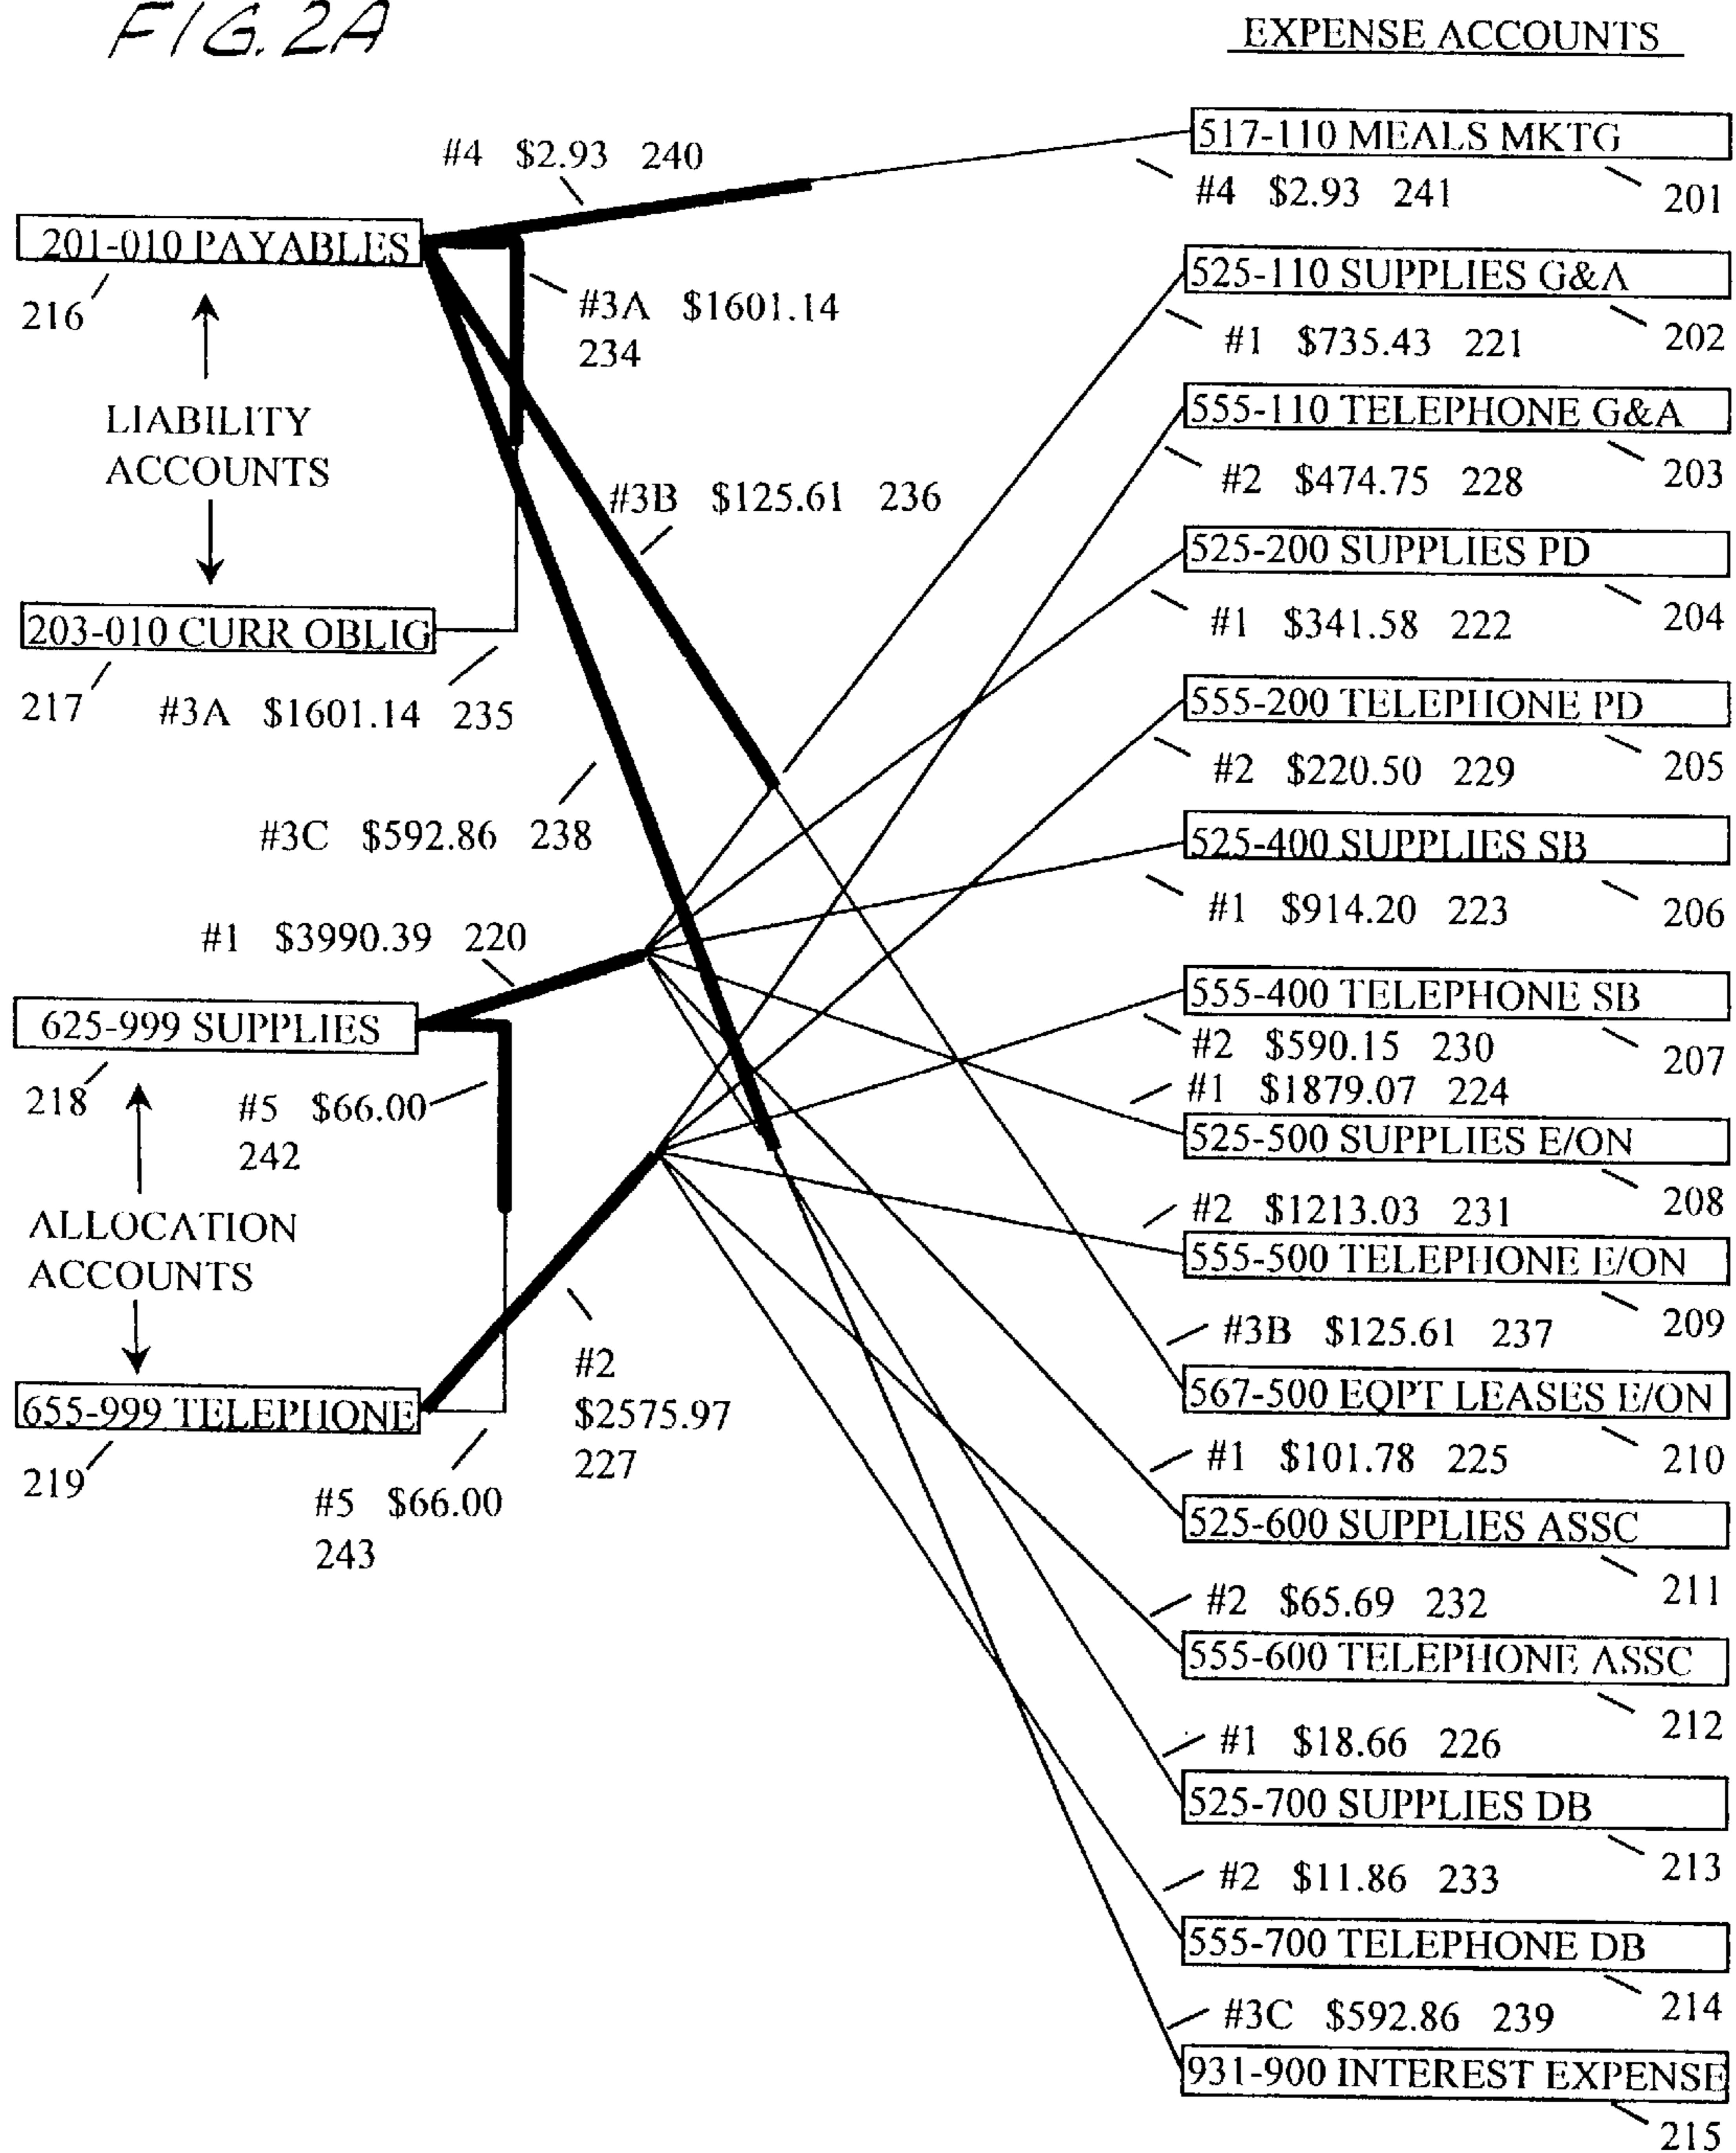 FIG. 2A
EXPENSE ACCOUNTS
517-110 MEALS MKTG
#4 $2.93 240
#4 $2.93 241
201
201-010 PAYABLES
216
#3A $1601.14
234
525-110 SUPPLIES G&A
#1 $735.43 221
202
LIABILITY
ACCOUNTS
555-110 TELEPHONE G&A
#2 $474.75 228
203
#3B $125.61 236
525-200 SUPPLIES PD
#1 $341.58 222
204
203-010 CURR OBLIG
217
#3A $1601.14 235
555-200 TELEPHONE PD
#2 $220.50 229
205
#3C $592.86 238
525-400 SUPPLIES SB
#1 $914.20 223
206
#1 $3990.39 220
625-999 SUPPLIES
218
555-400 TELEPHONE SB
#2 $590.15 230
207
#5 $66.00
242
#1 $1879.07 224
525-500 SUPPLIES E/ON
208
ALLOCATION
ACCOUNTS
#2 $1213.03 231
555-500 TELEPHONE E/ON
209
#3B $125.61 237
567-500 EQPT LEASES E/ON
210
655-999 TELEPHONE
219
#2
$2575.97
227
#5 $66.00
243
#1 $101.78 225
525-600 SUPPLIES ASSC
211
#2 $65.69 232
555-600 TELEPHONE ASSC
212
#1 $18.66 226
525-700 SUPPLIES DB
213
#2 $11.86 233
555-700 TELEPHONE DB
214
#3C $592.86 239
931-900 INTEREST EXPENSE
215